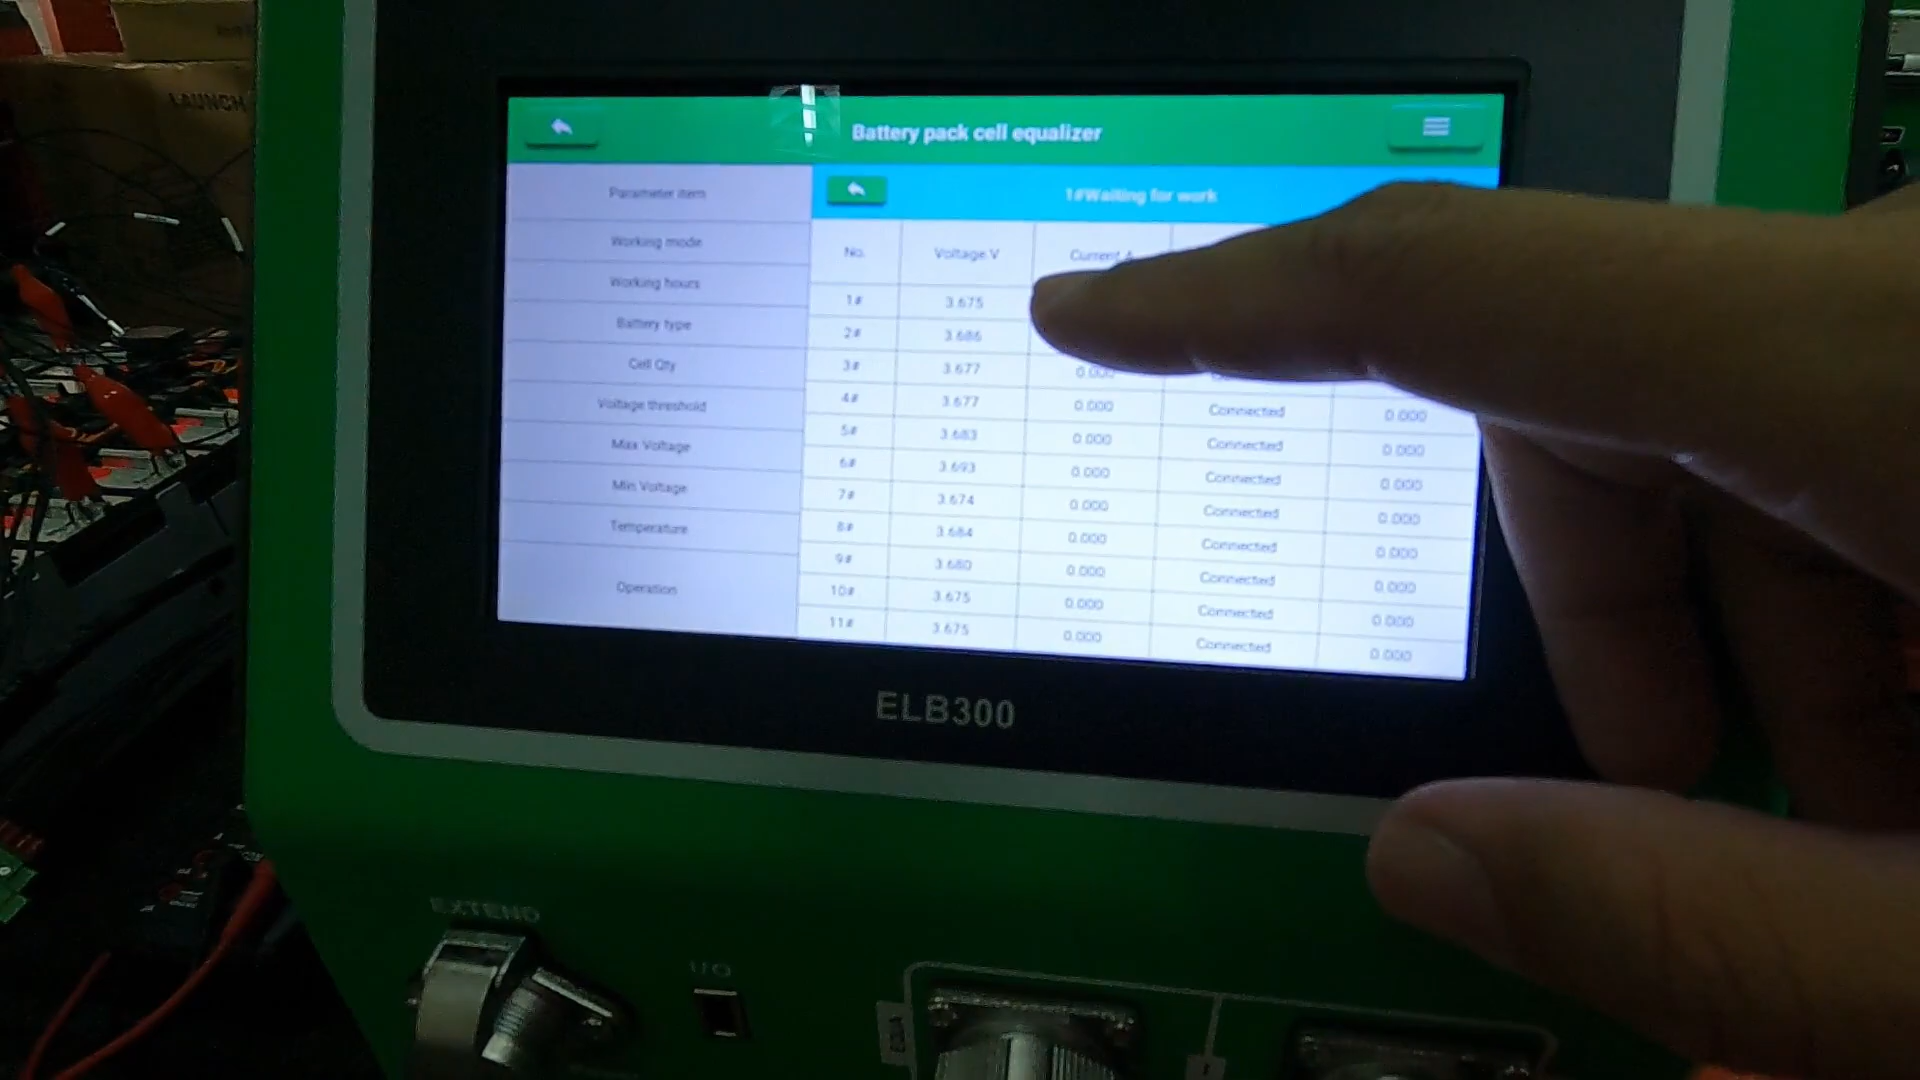 LAUNCH
Battery pack cell equalizer
Parameter item
1#Waiting for work
Working mode
No. Voltage V Current A
Working hours
1# 3.675
Battery type
2# 3.686
Cell Qty
3# 3.677 0.000
4# 3.677 0.000 Connected 0.000
Voltage threshold
5# 3.683 0.000 Connected 0.000
Max Voltage
6# 3.693 0.000 Connected 0.000
Min Voltage
7# 3.674 0.000 Connected 0.000
Temperature
8# 3.684 0.000 Connected 0.000
9# 3.680 0.000 Connected 0.000
Operation
10# 3.675 0.000 Connected 0.000
11# 3.675 0.000 Connected 0.000
ELB300
EXTEND
I/O